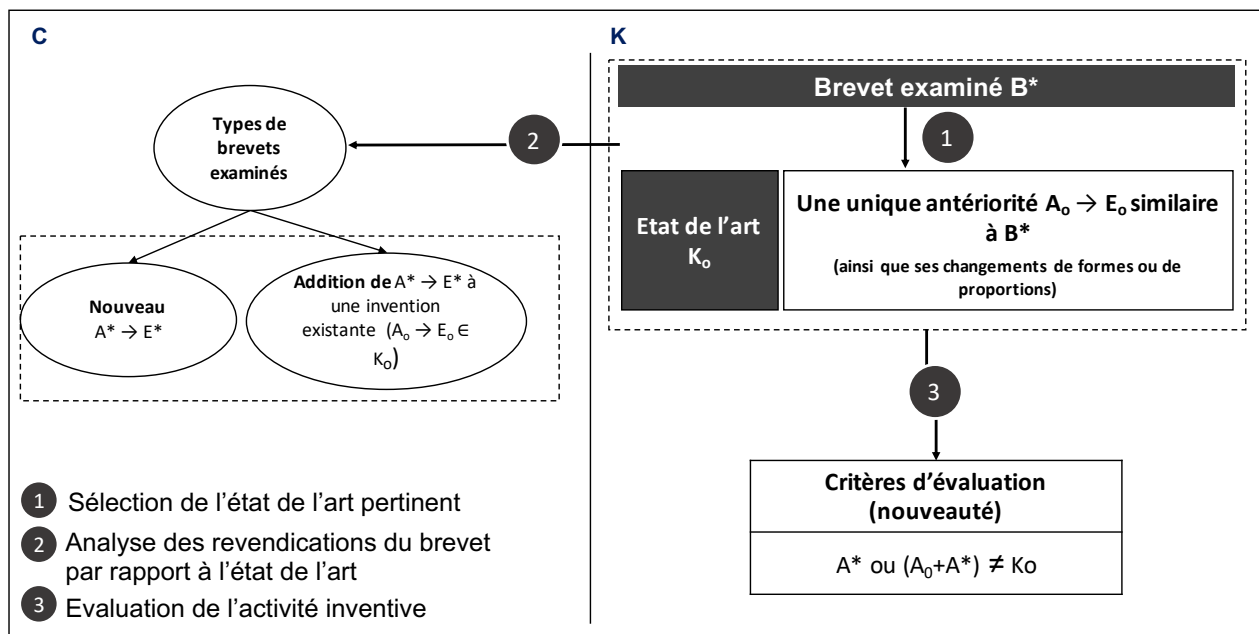 C
Types de
brevets
examinés
Nouveau
A* → E*
Addition de A* → E* à
une invention
existante (A₀ → E₀ ∈
K₀)
1 Sélection de l'état de l'art pertinent
2 Analyse des revendications du brevet
par rapport à l'état de l'art
3 Evaluation de l'activité inventive
2
K
Brevet examiné B*
1
Etat de l'art
Kₒ
Une unique antériorité Aₒ → Eₒ similaire
à B*
(ainsi que ses changements de formes ou de
proportions)
3
Critères d'évaluation
(nouveauté)
A* ou (A₀+A*) ≠ Ko